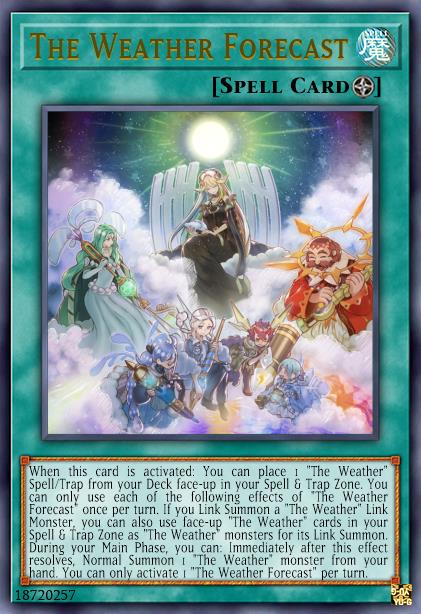 The Weather Forecast
SPELL
魔
[Spell Card]
When this card is activated: You can place 1 "The Weather"
Spell/Trap from your Deck face-up in your Spell & Trap Zone. You
can only use each of the following effects of "The Weather
Forecast" once per turn. If you Link Summon a "The Weather" Link
Monster, you can also use face-up "The Weather" cards in your
Spell & Trap Zone as "The Weather" monsters for its Link Summon.
During your Main Phase, you can: Immediately after this effect
resolves, Normal Summon 1 "The Weather" monster from your
hand. You can only activate 1 "The Weather Forecast" per turn.
18720257